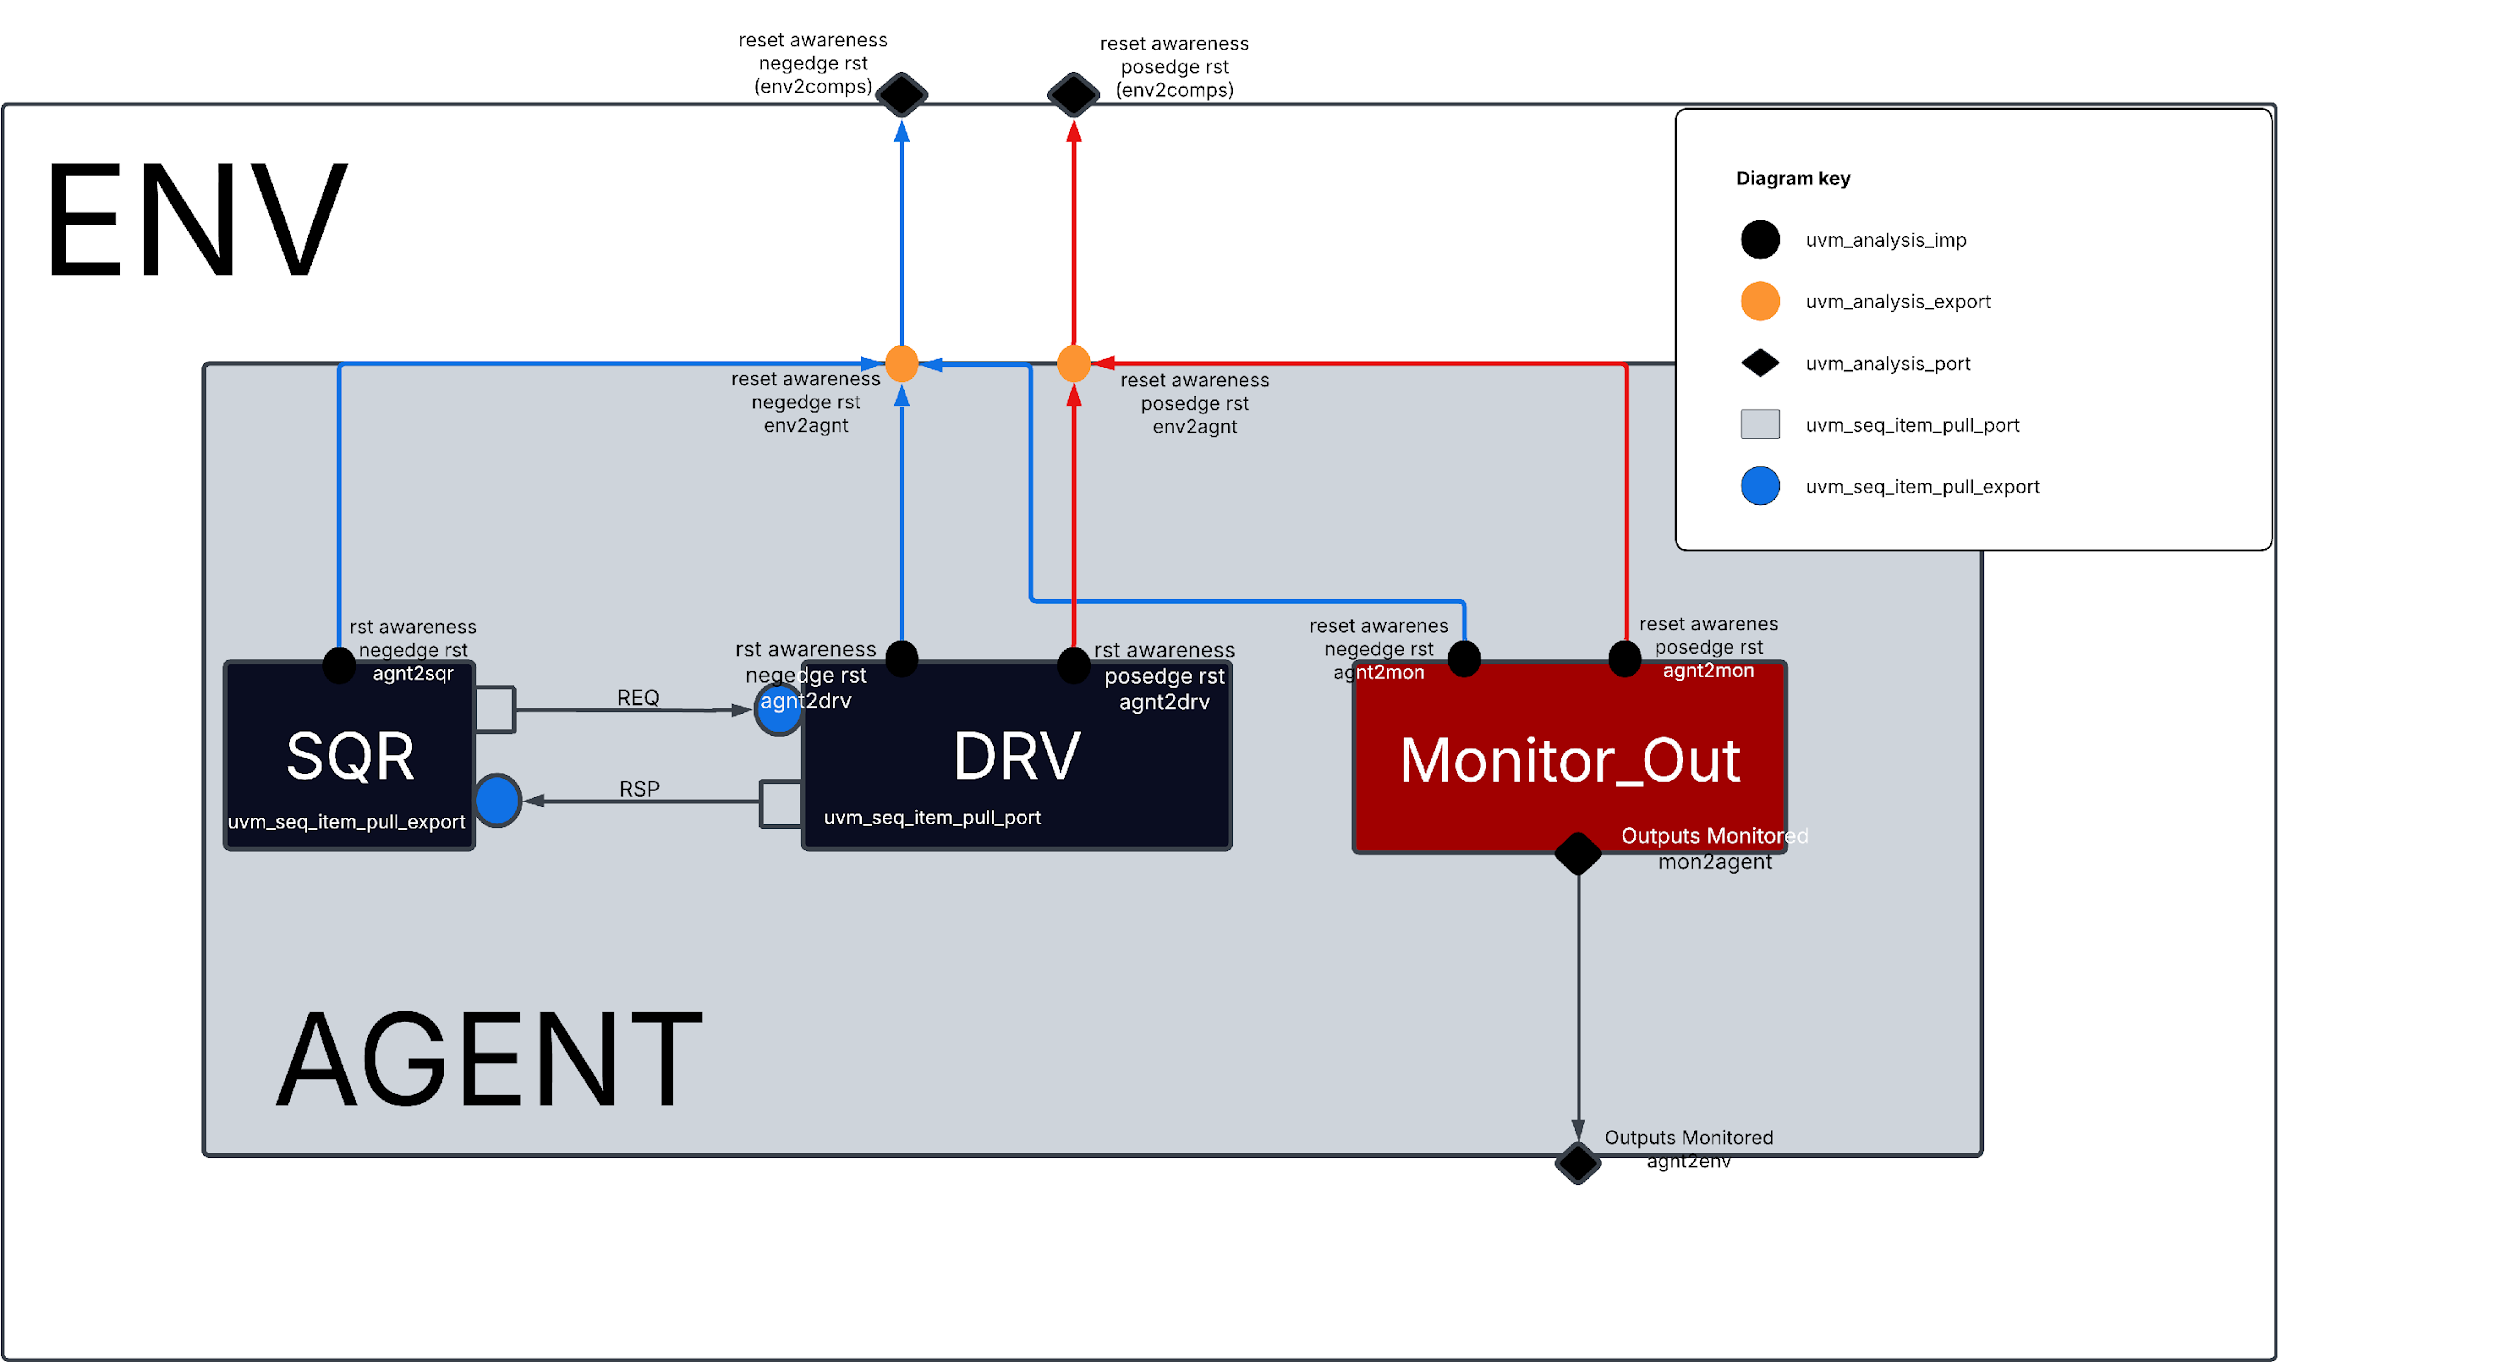 reset awareness
negedge rst
(env2comps)
reset awareness
posedge rst
(env2comps)
ENV
Diagram key
uvm_analysis_imp
uvm_analysis_export
uvm_analysis_port
uvm_seq_item_pull_port
uvm_seq_item_pull_export
reset awareness
negedge rst
env2agnt
reset awareness
posedge rst
env2agnt
rst awareness
negedge rst
agnt2sqr
SQR
uvm_seq_item_pull_export
REQ
RSP
rst awareness
negedge rst
agnt2drv
rst awareness
posedge rst
agnt2drv
DRV
uvm_seq_item_pull_port
reset awarenes
negedge rst
agnt2mon
reset awarenes
posedge rst
agnt2mon
Monitor_Out
Outputs Monitored
mon2agent
AGENT
Outputs Monitored
agnt2env